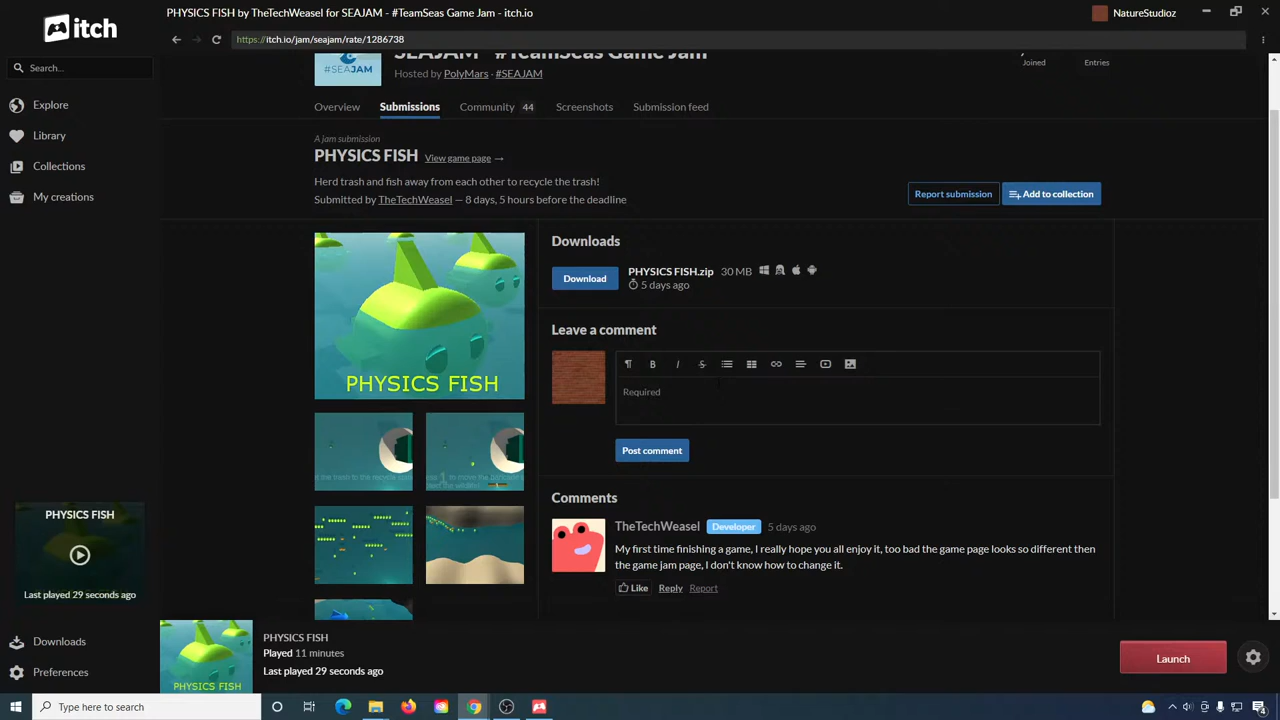 PHYSICS FISH by TheTechWeasel for SEAJAM - #TeamSeas Game Jam - itch.io
NatureStudioz
itch
https://itch.io/jam/seajam/rate/1286738
Search...
Explore
Library
Collections
My creations
#SEAJAM
SEAJAM - #TeamSeas Game Jam
Hosted by PolyMars · #SEAJAM
Joined
Entries
Overview
Submissions
Community 44
Screenshots
Submission feed
A jam submission
PHYSICS FISH View game page →
Herd trash and fish away from each other to recycle the trash!
Submitted by TheTechWeasel — 8 days, 5 hours before the deadline
Report submission
Add to collection
PHYSICS FISH
Downloads
Download
PHYSICS FISH.zip 30 MB
5 days ago
Leave a comment
Required
Post comment
Comments
TheTechWeasel Developer 5 days ago
My first time finishing a game, I really hope you all enjoy it, too bad the game page looks so different then
the game jam page, I don't know how to change it.
Like Reply Report
PHYSICS FISH
Last played 29 seconds ago
Downloads
Preferences
PHYSICS FISH
PHYSICS FISH
Played 11 minutes
Last played 29 seconds ago
Launch
Type here to search